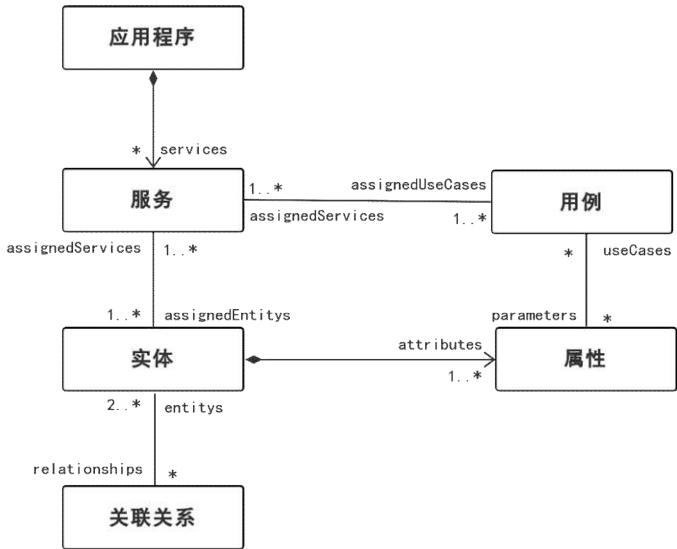 应用程序
* services
服务
1..* assignedUseCases
用例
assignedServices 1..*
assignedServices 1..*
* useCases
1..* assignedEntitys
parameters *
实体
attributes
属性
1..*
2..* entitys
relationships *
关联关系